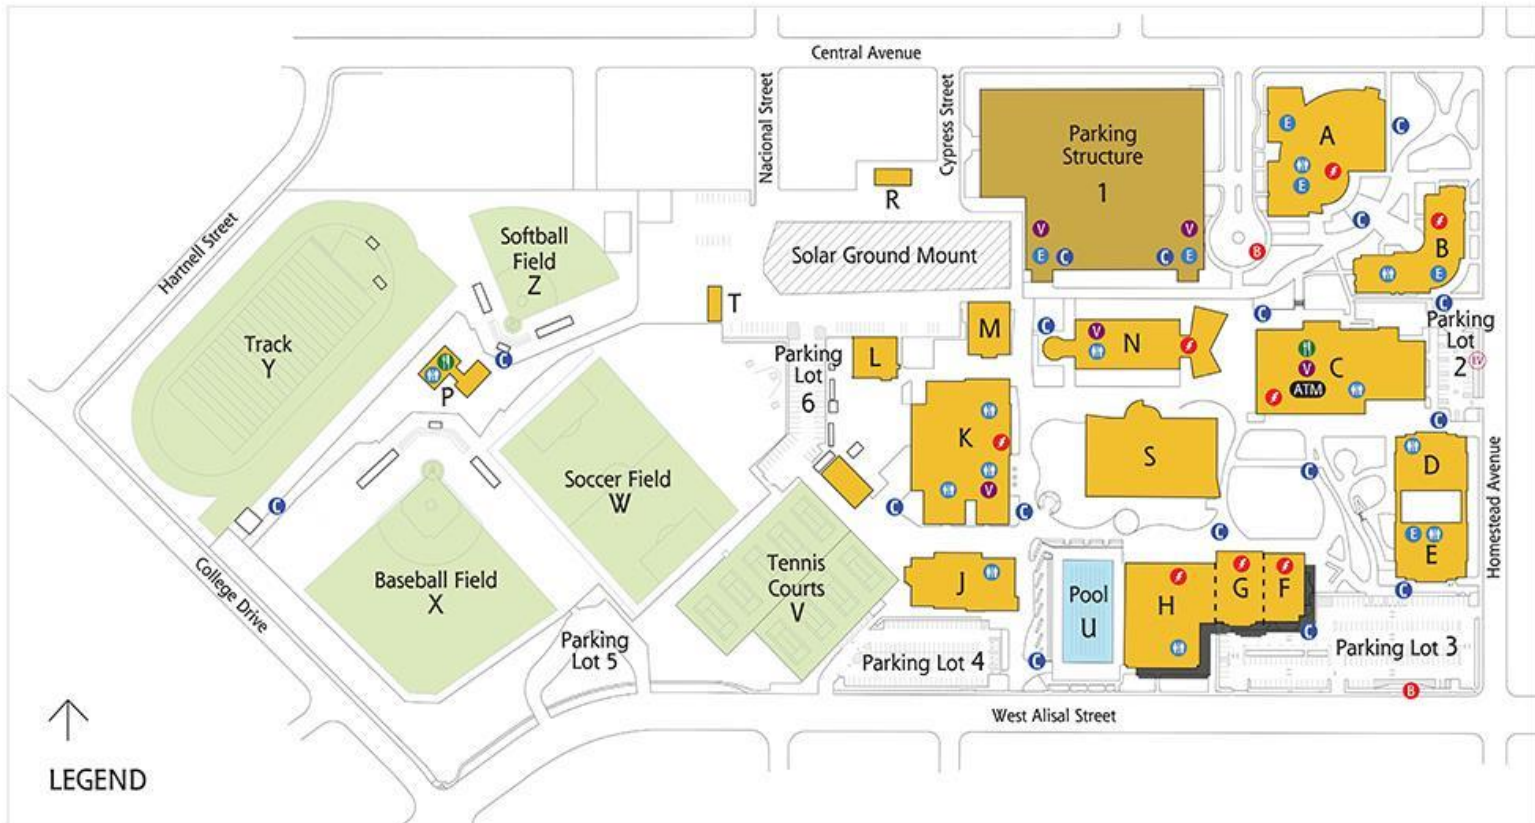 Central Avenue
Nacional Street
Cypress Street
Hartnell Street
College Drive
Homestead Avenue
West Alisal Street
Parking
Structure
1
V
V
E
C
C
E
E
A
C
E
C
B
B
E
C
R
Solar Ground Mount
Softball
Field
Z
Track
Y
T
C
P
C
M
L
Parking
Lot
6
C
V
N
C
V
C
ATM
Parking
Lot
2
EV
C
K
V
C
C
S
C
C
D
E
E
C
Soccer Field
W
Baseball Field
X
Tennis
Courts
V
J
Pool
U
C
H
G
F
C
Parking
Lot 5
Parking Lot 4
Parking Lot 3
B
LEGEND